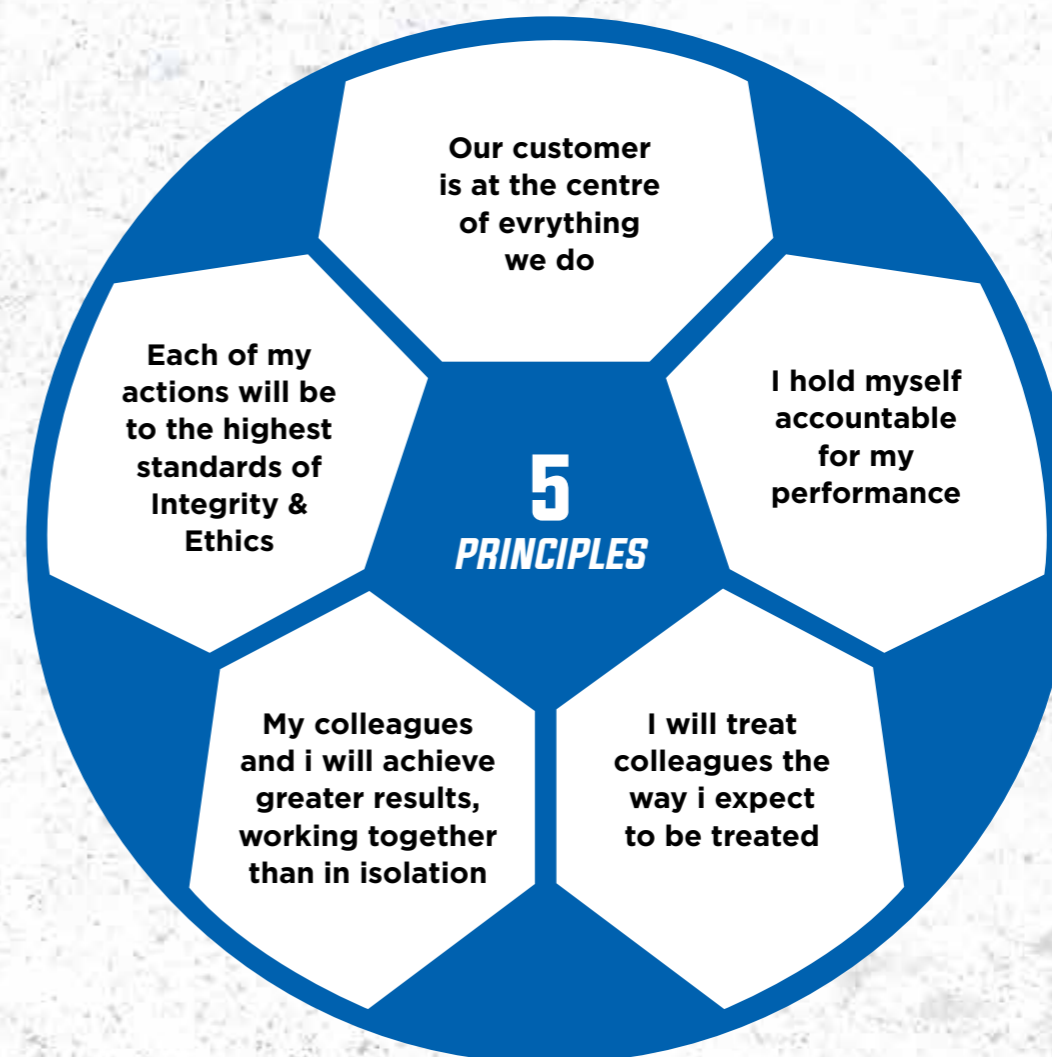 Our customer
is at the centre
of evrything
we do
Each of my
actions will be
to the highest
standards of
Integrity &
Ethics
I hold myself
accountable
for my
performance
5
PRINCIPLES
My colleagues
and i will achieve
greater results,
working together
than in isolation
I will treat
colleagues the
way i expect
to be treated